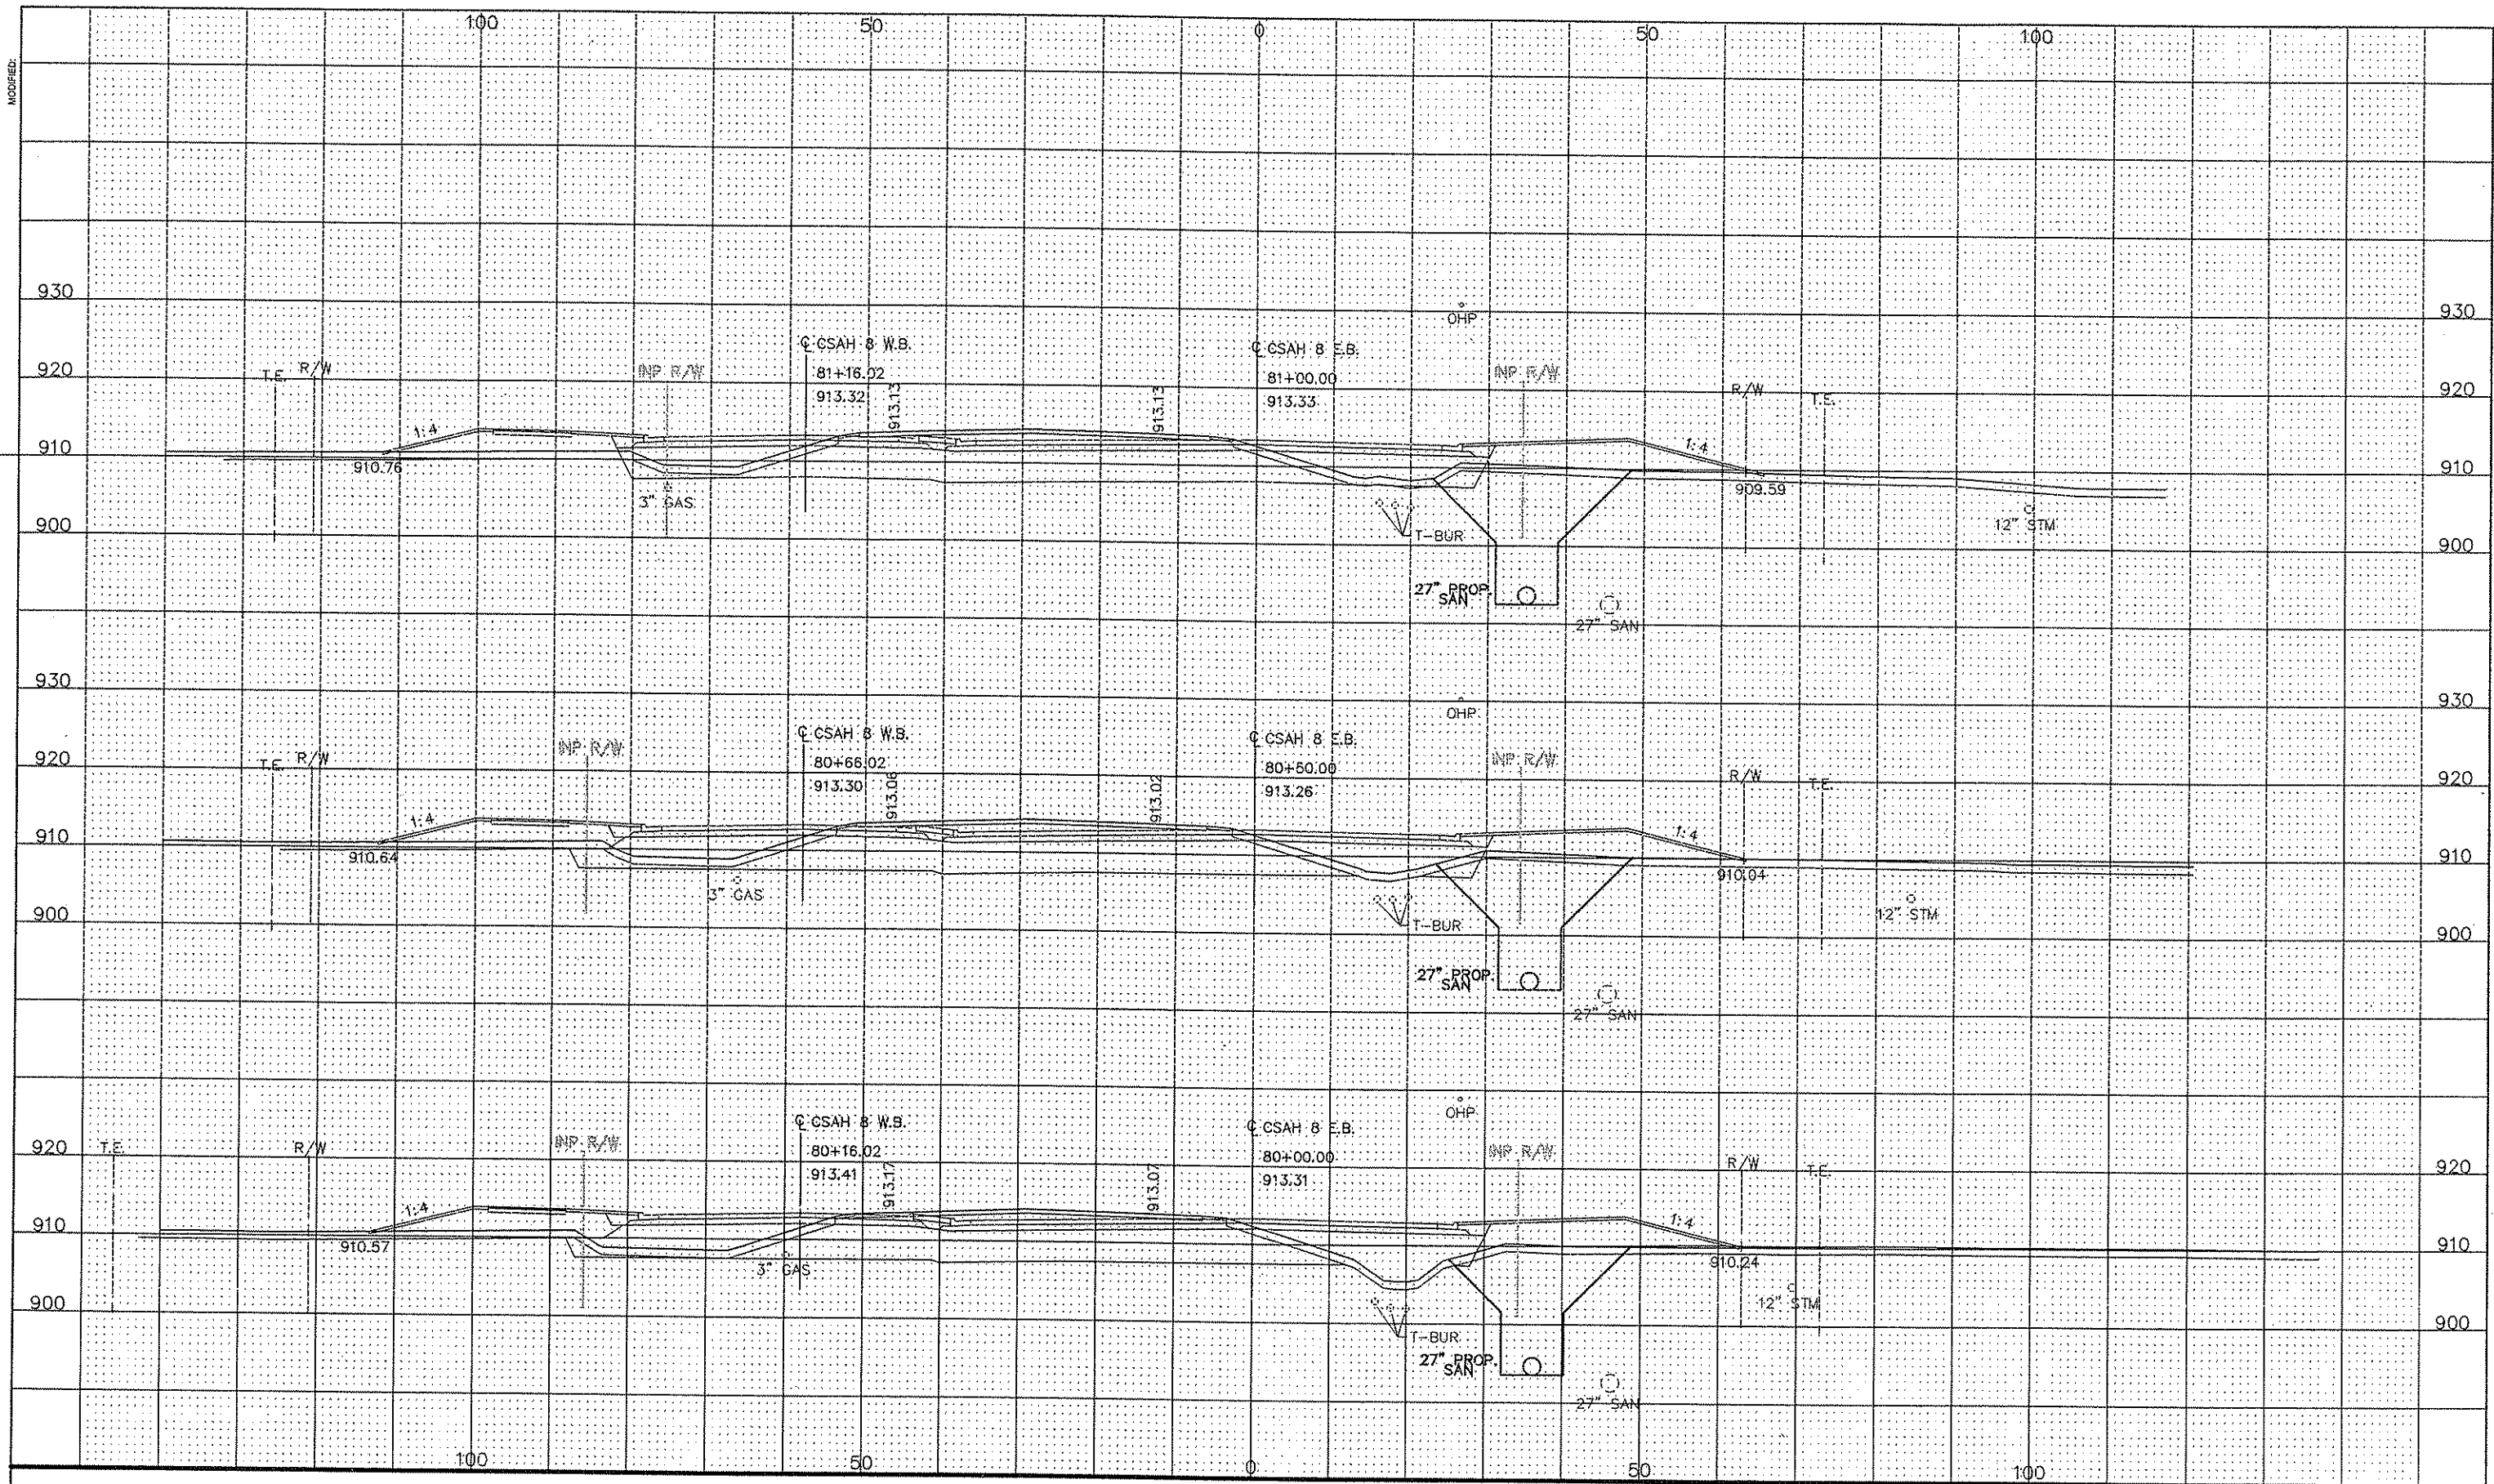 MODIFIED:
100 50 0 50 100
930 930
OHP
℄ CSAH 8 W.B. ℄ CSAH 8 E.B.
920 T.E. R/W INP R/W 81+16.02 913.13 913.13 81+00.00 INP R/W R/W T.E. 920
913.32 913.33
1:4 1:4
910 910.76 909.59 910
3" GAS
900 T-BUR 12" STM 900
27" PROP.
SAN
27" SAN
930 930
OHP
℄ CSAH 8 W.B. ℄ CSAH 8 E.B.
920 T.E. R/W INP R/W 80+66.02 913.06 913.02 80+50.00 INP R/W R/W T.E. 920
913.30 913.26
1:4 1:4
910 910.64 910.04 910
3" GAS
900 T-BUR 12" STM 900
27" PROP.
SAN
27" SAN
OHP
℄ CSAH 8 W.B. ℄ CSAH 8 E.B.
920 T.E. R/W INP R/W 80+16.02 913.17 913.07 80+00.00 INP R/W R/W T.E. 920
913.41 913.31
1:4 1:4
910 910.57 910.24 910
3" GAS
900 T-BUR 12" STM 900
27" PROP.
SAN
27" SAN
100 50 0 50 100